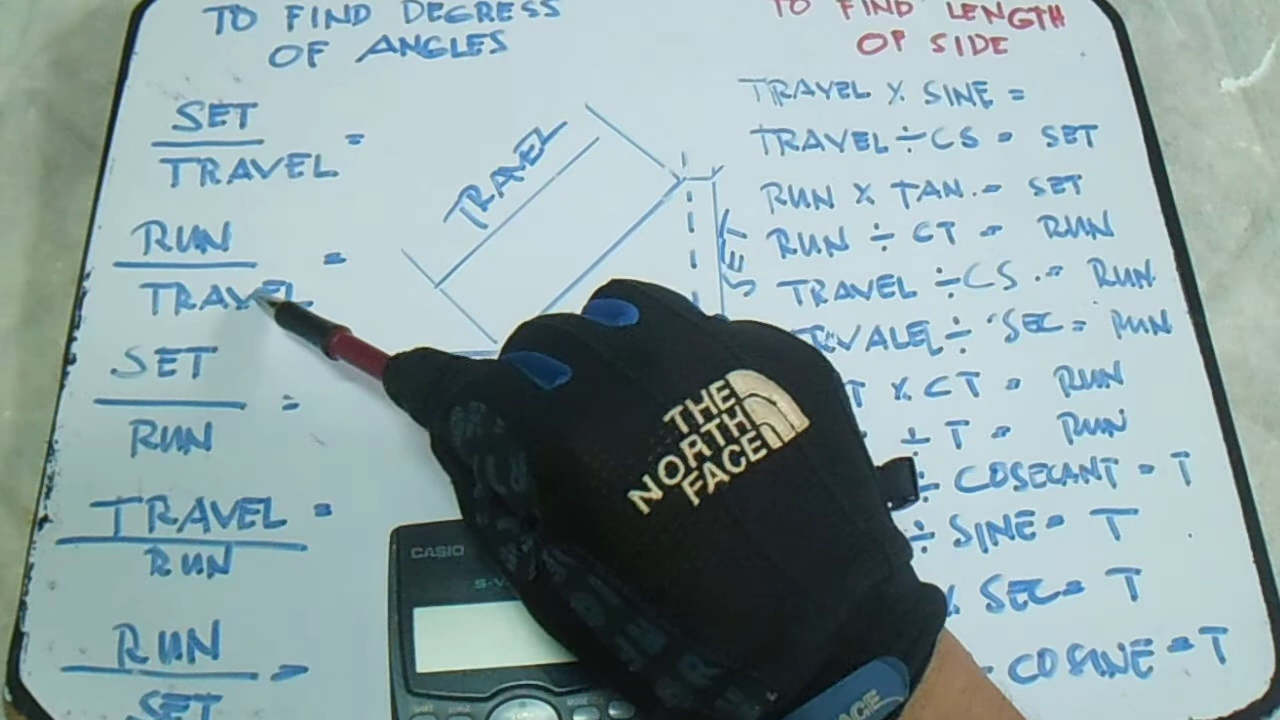 TO FIND DEGRESS
OF ANGLES
SET
TRAVEL =
RUN
TRAVEL =
SET
RUN =
TRAVEL =
RUN
RUN =
SET
TRAVEL
SET
TO FIND LENGTH
OF SIDE
TRAVEL X SINE =
TRAVEL ÷ CS = SET
RUN X TAN. = SET
RUN ÷ CT = RUN
TRAVEL ÷ CS .= RUN
TRVALEL ÷ SEC = RUN
T X CT = RUN
÷ T = RUN
÷ COSECANT = T
÷ SINE = T
X SEC = T
COSINE = T
THE
NORTH
FACE
CASIO